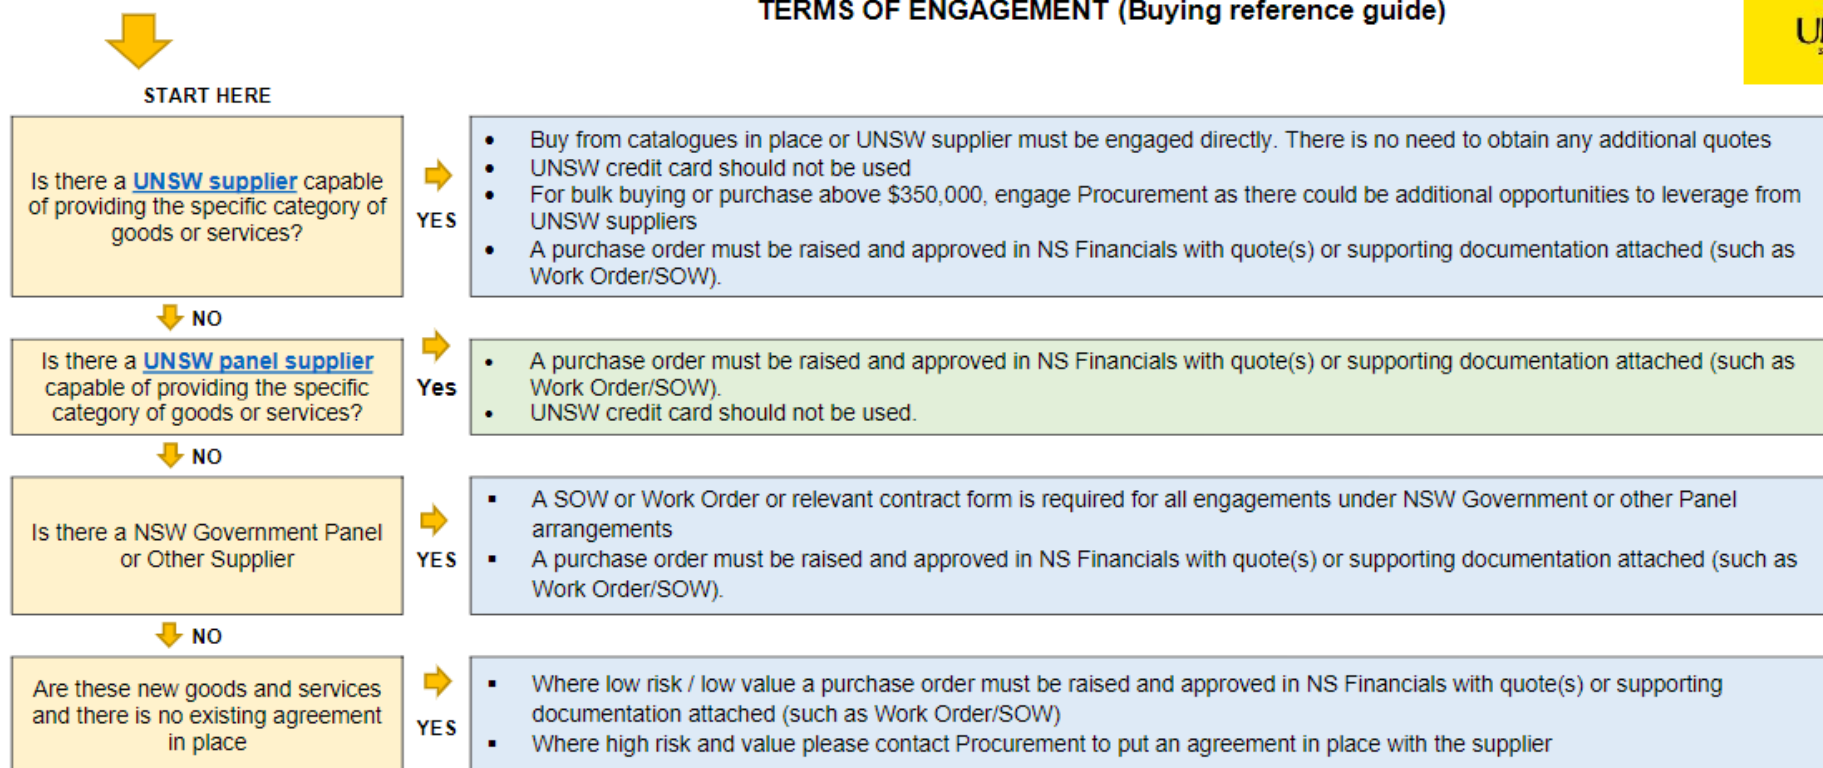 TERMS OF ENGAGEMENT (Buying reference guide)
START HERE
Is there a UNSW supplier capable
of providing the specific category of
goods or services?
YES
• Buy from catalogues in place or UNSW supplier must be engaged directly. There is no need to obtain any additional quotes
• UNSW credit card should not be used
• For bulk buying or purchase above $350,000, engage Procurement as there could be additional opportunities to leverage from
UNSW suppliers
• A purchase order must be raised and approved in NS Financials with quote(s) or supporting documentation attached (such as
Work Order/SOW).
NO
Is there a UNSW panel supplier
capable of providing the specific
category of goods or services?
Yes
• A purchase order must be raised and approved in NS Financials with quote(s) or supporting documentation attached (such as
Work Order/SOW).
• UNSW credit card should not be used.
NO
Is there a NSW Government Panel
or Other Supplier
YES
▪ A SOW or Work Order or relevant contract form is required for all engagements under NSW Government or other Panel
arrangements
▪ A purchase order must be raised and approved in NS Financials with quote(s) or supporting documentation attached (such as
Work Order/SOW).
NO
Are these new goods and services
and there is no existing agreement
in place
YES
▪ Where low risk / low value a purchase order must be raised and approved in NS Financials with quote(s) or supporting
documentation attached (such as Work Order/SOW)
▪ Where high risk and value please contact Procurement to put an agreement in place with the supplier